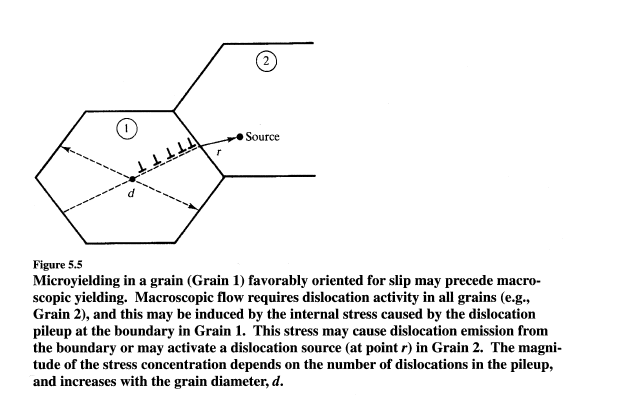 2
1
Source
r
d
Figure 5.5
Microyielding in a grain (Grain 1) favorably oriented for slip may precede macro-
scopic yielding. Macroscopic flow requires dislocation activity in all grains (e.g.,
Grain 2), and this may be induced by the internal stress caused by the dislocation
pileup at the boundary in Grain 1. This stress may cause dislocation emission from
the boundary or may activate a dislocation source (at point r) in Grain 2. The magni-
tude of the stress concentration depends on the number of dislocations in the pileup,
and increases with the grain diameter, d.